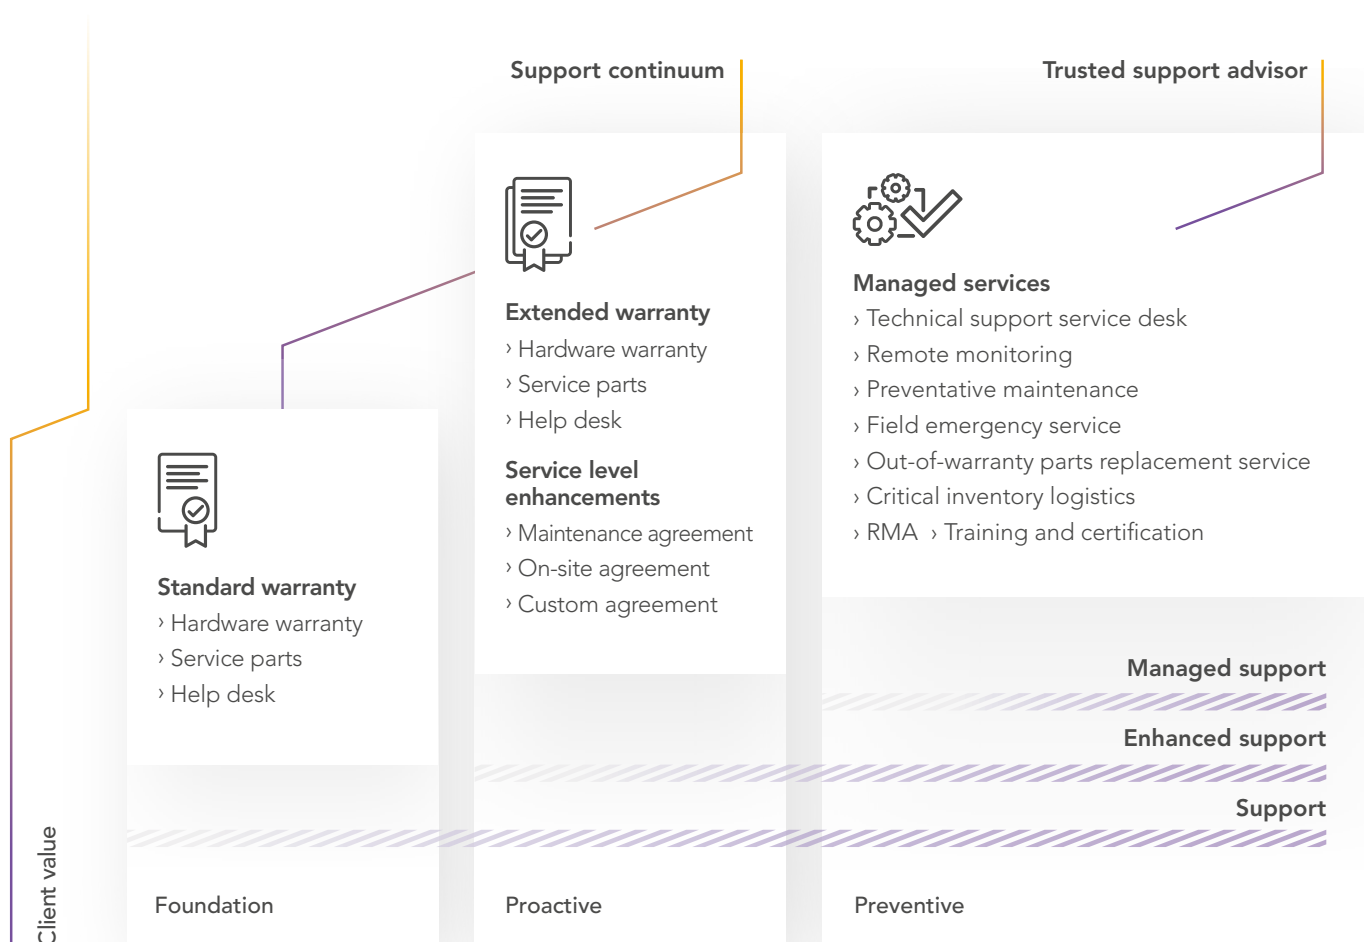 Support continuum
Trusted support advisor
Standard warranty
› Hardware warranty
› Service parts
› Help desk
Extended warranty
› Hardware warranty
› Service parts
› Help desk
Service level
enhancements
› Maintenance agreement
› On-site agreement
› Custom agreement
Managed services
› Technical support service desk
› Remote monitoring
› Preventative maintenance
› Field emergency service
› Out-of-warranty parts replacement service
› Critical inventory logistics
› RMA › Training and certification
Managed support
Enhanced support
Support
Client value
Foundation
Proactive
Preventive